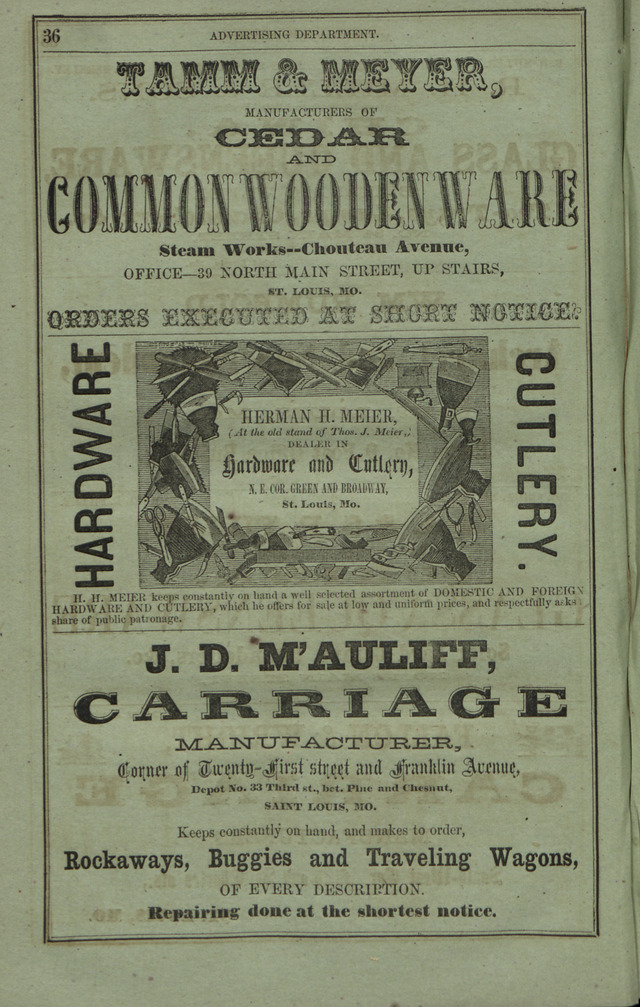 36
ADVERTISING DEPARTMENT.
TAMM & MEYER,
MANUFACTURERS OF
CEDAR
AND
COMMON WOODEN WARE
Steam Works--Chouteau Avenue,
OFFICE—39 NORTH MAIN STREET, UP STAIRS,
ST. LOUIS, MO.
ORDERS EXECUTED AT SHORT NOTICE.
HARDWARE
HERMAN H. MEIER,
(At the old stand of Thos. J. Meier,)
DEALER IN
Hardware and Cutlery,
N. E. COR. GREEN AND BROADWAY,
St. Louis, Mo.
CUTLERY.
H. H. MEIER keeps constantly on hand a well selected assortment of DOMESTIC AND FOREIGN
HARDWARE AND CUTLERY, which he offers for sale at low and uniform prices, and respectfully asks
share of public patronage.
J. D. M'AULIFF,
CARRIAGE
MANUFACTURER,
Corner of Twenty-First street and Franklin Avenue,
Depot No. 33 Third st., bet. Pine and Chesnut,
SAINT LOUIS, MO.
Keeps constantly on hand, and makes to order,
Rockaways, Buggies and Traveling Wagons,
OF EVERY DESCRIPTION.
Repairing done at the shortest notice.